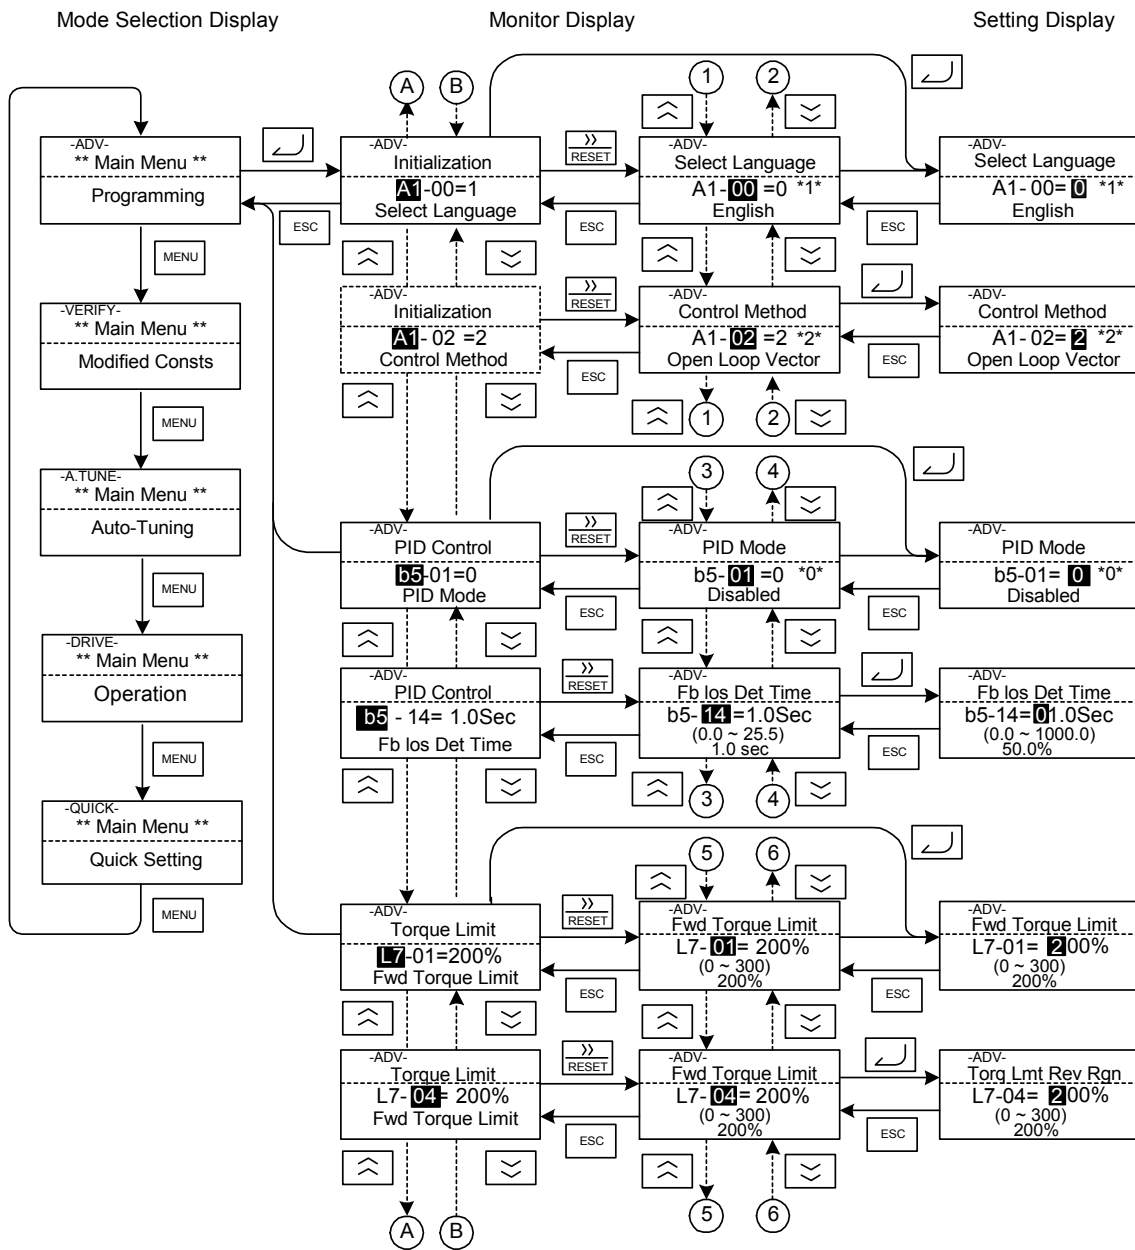 Mode Selection Display
Monitor Display
Setting Display
A
B
1
2
-ADV-
** Main Menu **
Programming
-ADV-
Initialization
A1-00=1
Select Language
RESET
-ADV-
Select Language
A1-00 =0 *1*
English
-ADV-
Select Language
A1- 00= 0 *1*
English
ESC
ESC
ESC
MENU
-VERIFY-
** Main Menu **
Modified Consts
-ADV-
Initialization
A1- 02 =2
Control Method
RESET
-ADV-
Control Method
A1- 02 =2 *2*
Open Loop Vector
-ADV-
Control Method
A1- 02= 2 *2*
Open Loop Vector
ESC
ESC
1
2
MENU
-A.TUNE-
** Main Menu **
Auto-Tuning
3
4
-ADV-
PID Control
b5-01=0
PID Mode
RESET
-ADV-
PID Mode
b5- 01 =0 *0*
Disabled
-ADV-
PID Mode
b5-01= 0 *0*
Disabled
ESC
ESC
MENU
-DRIVE-
** Main Menu **
Operation
-ADV-
PID Control
b5 - 14= 1.0Sec
Fb los Det Time
RESET
-ADV-
Fb los Det Time
b5- 14 =1.0Sec
(0.0 ~ 25.5)
1.0 sec
-ADV-
Fb los Det Time
b5-14=01.0Sec
(0.0 ~ 1000.0)
50.0%
ESC
ESC
3
4
MENU
-QUICK-
** Main Menu **
Quick Setting
MENU
5
6
-ADV-
Torque Limit
L7-01=200%
Fwd Torque Limit
RESET
-ADV-
Fwd Torque Limit
L7- 01= 200%
(0 ~ 300)
200%
-ADV-
Fwd Torque Limit
L7-01= 200%
(0 ~ 300)
200%
ESC
ESC
-ADV-
Torque Limit
L7- 04= 200%
Fwd Torque Limit
RESET
-ADV-
Fwd Torque Limit
L7- 04= 200%
(0 ~ 300)
200%
-ADV-
Torq Lmt Rev Rgn
L7-04= 200%
(0 ~ 300)
200%
ESC
ESC
A
B
5
6